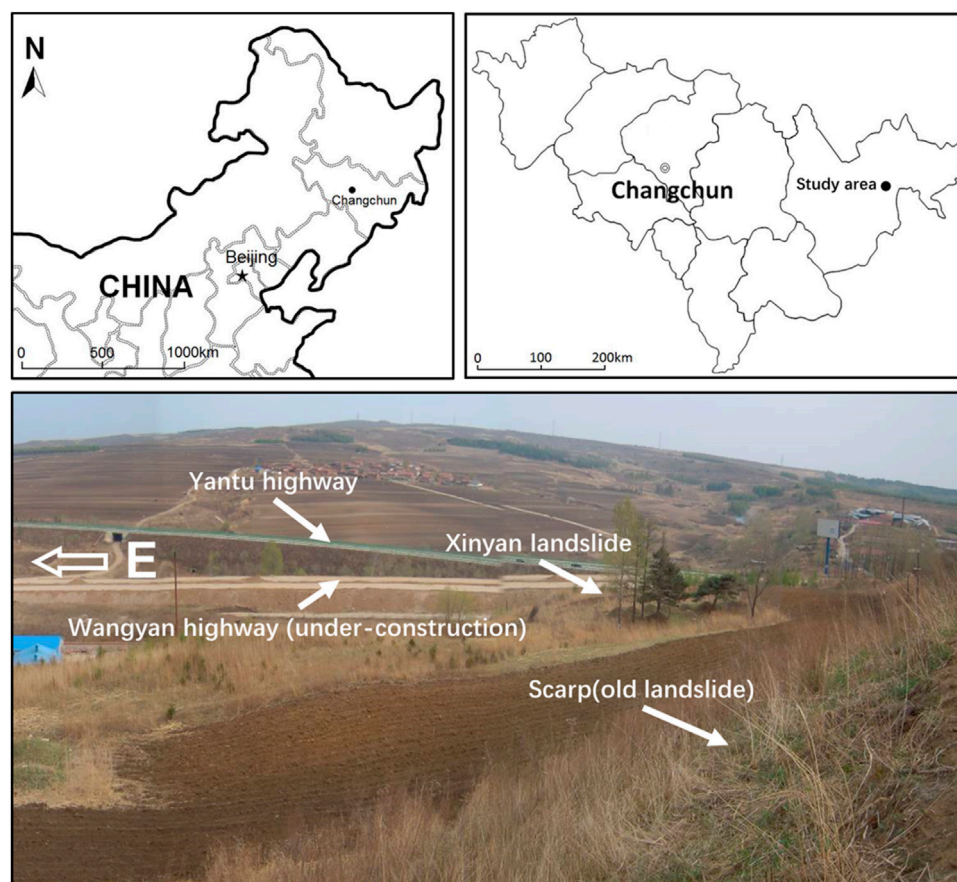 N
Changchun
Beijing
CHINA
0 500 1000km
Changchun
Study area
0 100 200km
Yantu highway
Xinyan landslide
E
Wangyan highway (under-construction)
Scarp(old landslide)